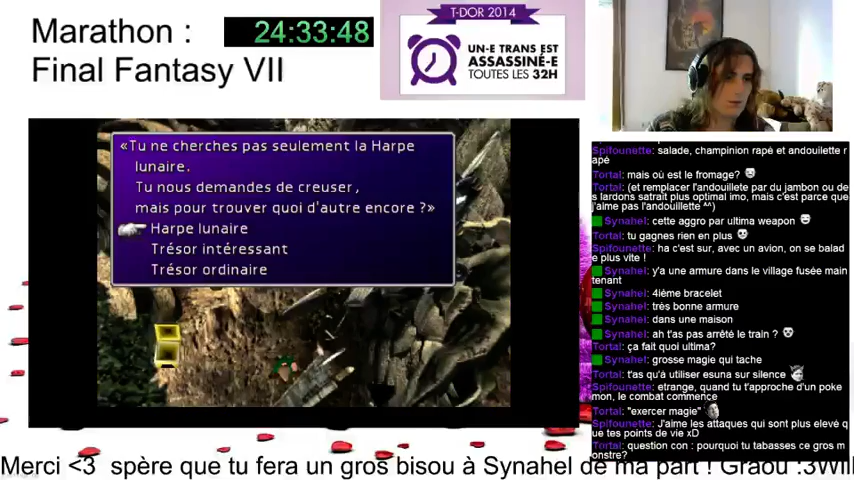 Marathon :
Final Fantasy VII
24:33:48
T-DOR 2014
UN-E TRANS EST
ASSASSINÉ-E
TOUTES LES 32H
«Tu ne cherches pas seulement la Harpe
lunaire.
Tu nous demandes de creuser,
mais pour trouver quoi d'autre encore ?»
Harpe lunaire
Trésor intéressant
Trésor ordinaire
Spifounette: salade, champinion rapé et andouilette r
apé
Tortal: mais où est le fromage?
Tortal: (et remplacer l'andouillete par du jambon ou de
s lardons satrait plus optimal imo, mais c'est parce que
j'aime pas l'andouillette ^^)
Synahel: cette aggro par ultima weapon
Tortal: tu gagnes rien en plus
Spifounette: ha c'est sur, avec un avion, on se balad
e plus vite !
Synahel: y'a une armure dans le village fusée main
tenant
Synahel: 4ième bracelet
Synahel: très bonne armure
Synahel: dans une maison
Synahel: ah t'as pas arrêté le train ?
Tortal: ça fait quoi ultima?
Synahel: grosse magie qui tache
Tortal: t'as qu'à utiliser esuna sur silence
Spifounette: etrange, quand tu t'approche d'un poke
mon, le combat commence
Tortal: "exercer magie"
Spifounette: J'aime les attaques qui sont plus elevé q
ue tes points de vie xD
Tortal: question con : pourquoi tu tabasses ce gros m
onstre?
Merci <3 spère que tu fera un gros bisou à Synahel de ma part ! Graou :3Will